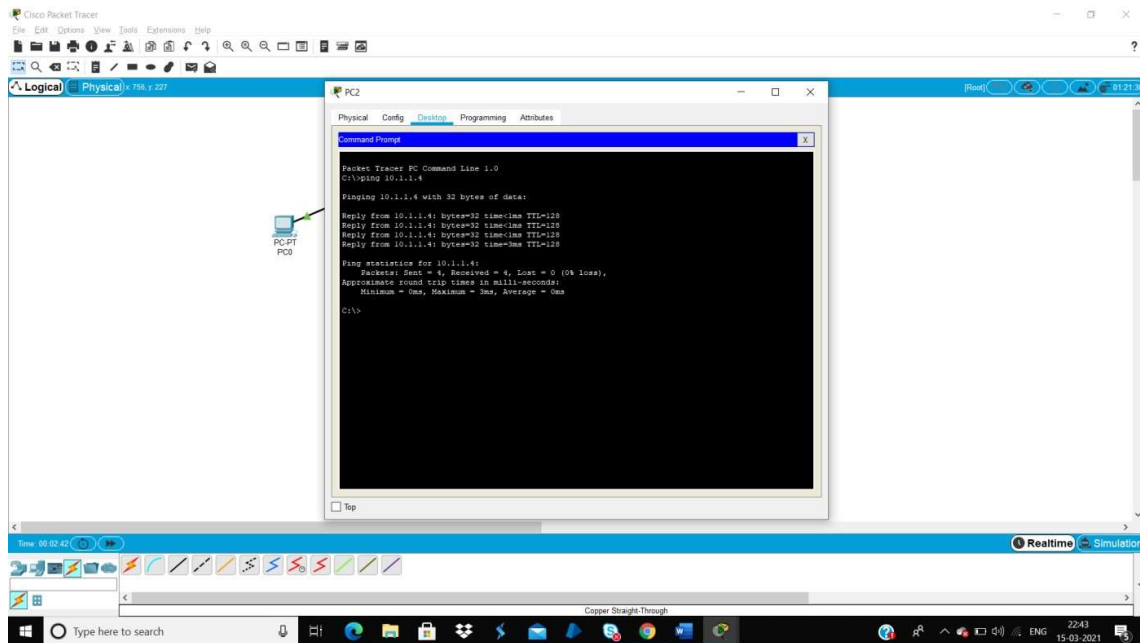 Cisco Packet Tracer
File Edit Options View Tools Extensions Help
?
Logical Physical x: 756, y: 227
[Root] 01:21:3
PC2
Physical Config Desktop Programming Attributes
Command Prompt X
Packet Tracer PC Command Line 1.0
C:\>ping 10.1.1.4
Pinging 10.1.1.4 with 32 bytes of data:
Reply from 10.1.1.4: bytes=32 time<1ms TTL=128
Reply from 10.1.1.4: bytes=32 time<1ms TTL=128
Reply from 10.1.1.4: bytes=32 time<1ms TTL=128
Reply from 10.1.1.4: bytes=32 time=3ms TTL=128
Ping statistics for 10.1.1.4:
Packets: Sent = 4, Received = 4, Lost = 0 (0% loss),
Approximate round trip times in milli-seconds:
Minimum = 0ms, Maximum = 3ms, Average = 0ms
C:\>
PC-PT
PC0
Top
Time: 00:02:42
Realtime Simulation
Copper Straight-Through
Type here to search
ENG
22:43
15-03-2021